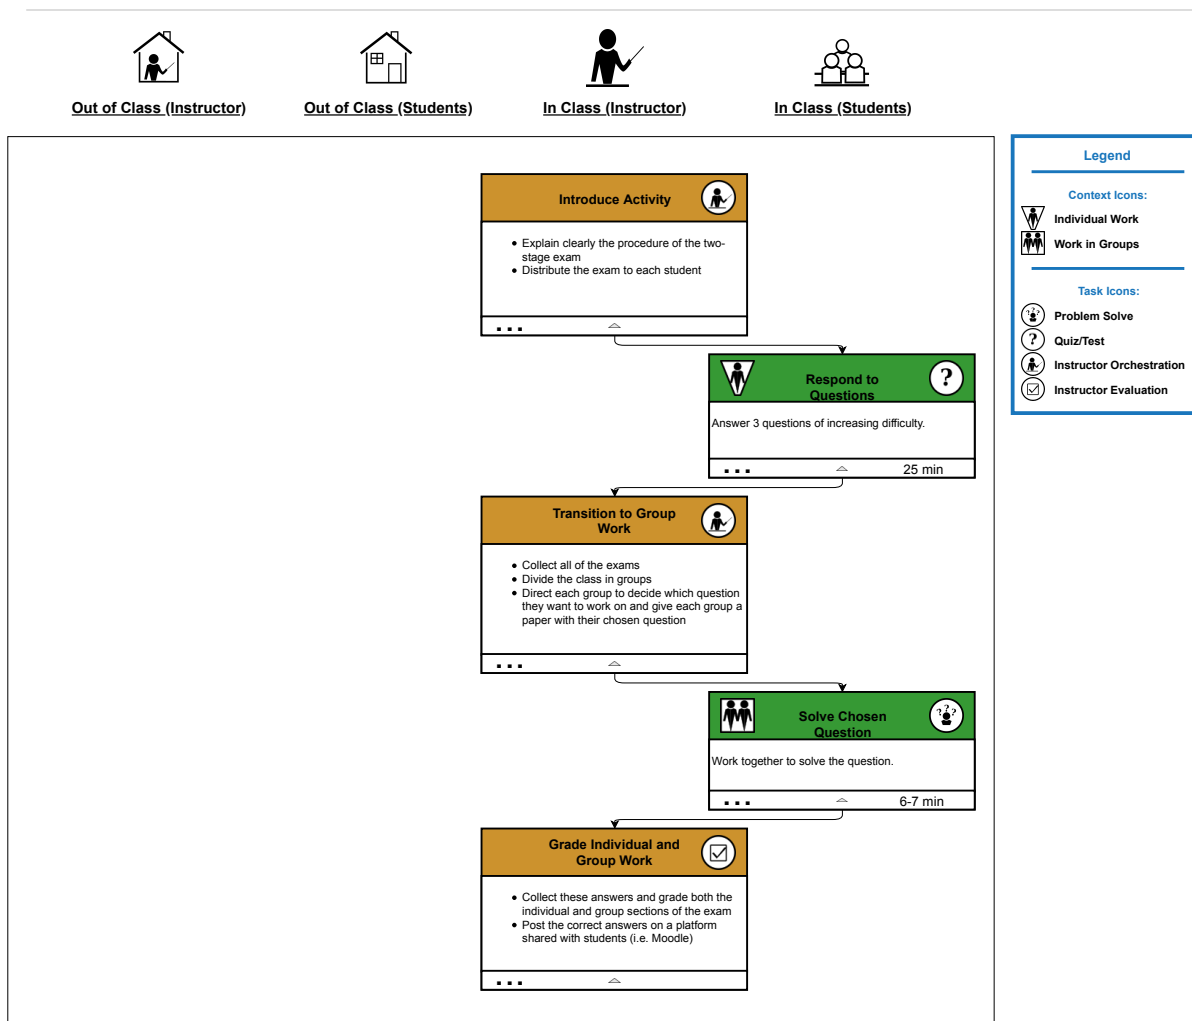 Out of Class (Instructor)
Out of Class (Students)
In Class (Instructor)
In Class (Students)
Legend
Context Icons:
Individual Work
Work in Groups
Task Icons:
? ? ?
Problem Solve
?
Quiz/Test
Instructor Orchestration
Instructor Evaluation
Introduce Activity
• Explain clearly the procedure of the two-
stage exam
• Distribute the exam to each student
Respond to
Questions
?
Answer 3 questions of increasing difficulty.
25 min
Transition to Group
Work
• Collect all of the exams
• Divide the class in groups
• Direct each group to decide which question
they want to work on and give each group a
paper with their chosen question
Solve Chosen
Question
? ? ?
Work together to solve the question.
6-7 min
Grade Individual and
Group Work
• Collect these answers and grade both the
individual and group sections of the exam
• Post the correct answers on a platform
shared with students (i.e. Moodle)